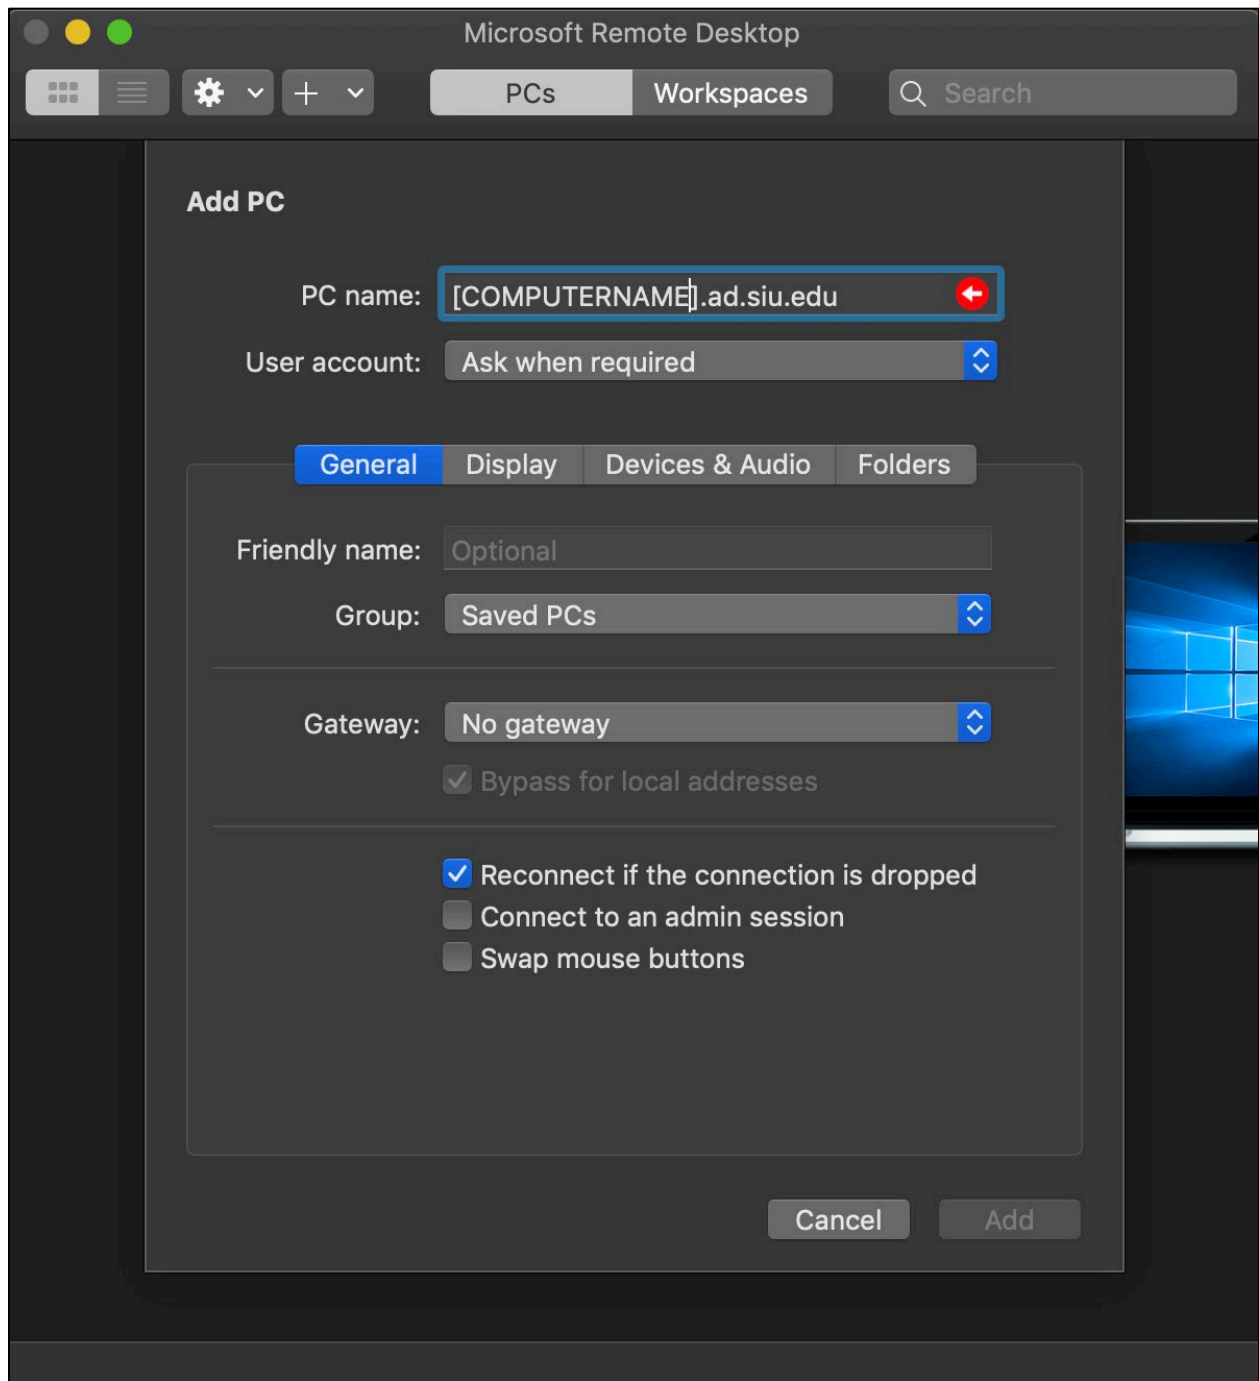 Microsoft Remote Desktop
PCs Workspaces Search
Add PC
PC name: [COMPUTERNAME].ad.siu.edu
User account: Ask when required
General Display Devices & Audio Folders
Friendly name: Optional
Group: Saved PCs
Gateway: No gateway
Bypass for local addresses
Reconnect if the connection is dropped
Connect to an admin session
Swap mouse buttons
Cancel Add